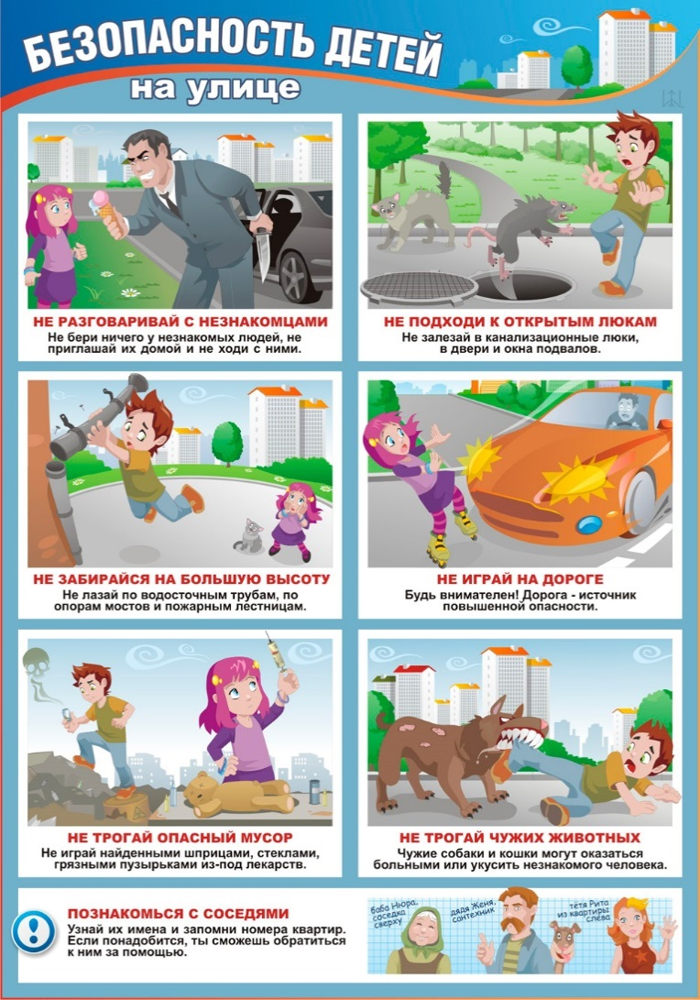 БЕЗОПАСНОСТЬ ДЕТЕЙ
на улице
НЕ РАЗГОВАРИВАЙ С НЕЗНАКОМЦАМИ
Не бери ничего у незнакомых людей, не
приглашай их домой и не ходи с ними.
НЕ ПОДХОДИ К ОТКРЫТЫМ ЛЮКАМ
Не залезай в канализационные люки,
в двери и окна подвалов.
НЕ ЗАБИРАЙСЯ НА БОЛЬШУЮ ВЫСОТУ
Не лазай по водосточным трубам, по
опорам мостов и пожарным лестницам.
НЕ ИГРАЙ НА ДОРОГЕ
Будь внимателен! Дорога - источник
повышенной опасности.
НЕ ТРОГАЙ ОПАСНЫЙ МУСОР
Не играй найденными шприцами, стеклами,
грязными пузырьками из-под лекарств.
НЕ ТРОГАЙ ЧУЖИХ ЖИВОТНЫХ
Чужие собаки и кошки могут оказаться
больными или укусить незнакомого человека.
ПОЗНАКОМЬСЯ С СОСЕДЯМИ
Узнай их имена и запомни номера квартир.
Если понадобится, ты сможешь обратиться
к ним за помощью.
баба Нюра,
соседка
сверху
дядя Женя,
сантехник
тётя Рита
из квартиры
слева